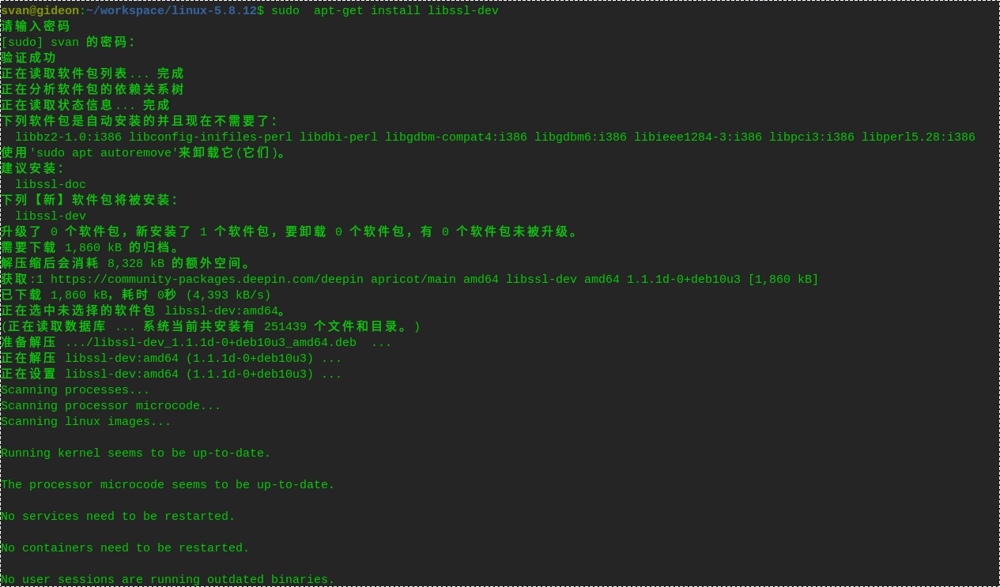 svan@gideon:~/workspace/linux-5.8.12$ sudo  apt-get install libssl-dev
请输入密码
[sudo] svan 的密码：
验证成功
正在读取软件包列表... 完成
正在分析软件包的依赖关系树
正在读取状态信息... 完成
下列软件包是自动安装的并且现在不需要了：
  libbz2-1.0:i386 libconfig-inifiles-perl libdbi-perl libgdbm-compat4:i386 libgdbm6:i386 libieee1284-3:i386 libpci3:i386 libperl5.28:i386
使用'sudo apt autoremove'来卸载它(它们)。
建议安装：
  libssl-doc
下列【新】软件包将被安装：
  libssl-dev
升级了 0 个软件包，新安装了 1 个软件包，要卸载 0 个软件包，有 0 个软件包未被升级。
需要下载 1,860 kB 的归档。
解压缩后会消耗 8,328 kB 的额外空间。
获取:1 https://community-packages.deepin.com/deepin apricot/main amd64 libssl-dev amd64 1.1.1d-0+deb10u3 [1,860 kB]
已下载 1,860 kB，耗时 0秒 (4,393 kB/s)
正在选中未选择的软件包 libssl-dev:amd64。
(正在读取数据库 ... 系统当前共安装有 251439 个文件和目录。)
准备解压 .../libssl-dev_1.1.1d-0+deb10u3_amd64.deb  ...
正在解压 libssl-dev:amd64 (1.1.1d-0+deb10u3) ...
正在设置 libssl-dev:amd64 (1.1.1d-0+deb10u3) ...
Scanning processes...
Scanning processor microcode...
Scanning linux images...
Running kernel seems to be up-to-date.
The processor microcode seems to be up-to-date.
No services need to be restarted.
No containers need to be restarted.
No user sessions are running outdated binaries.